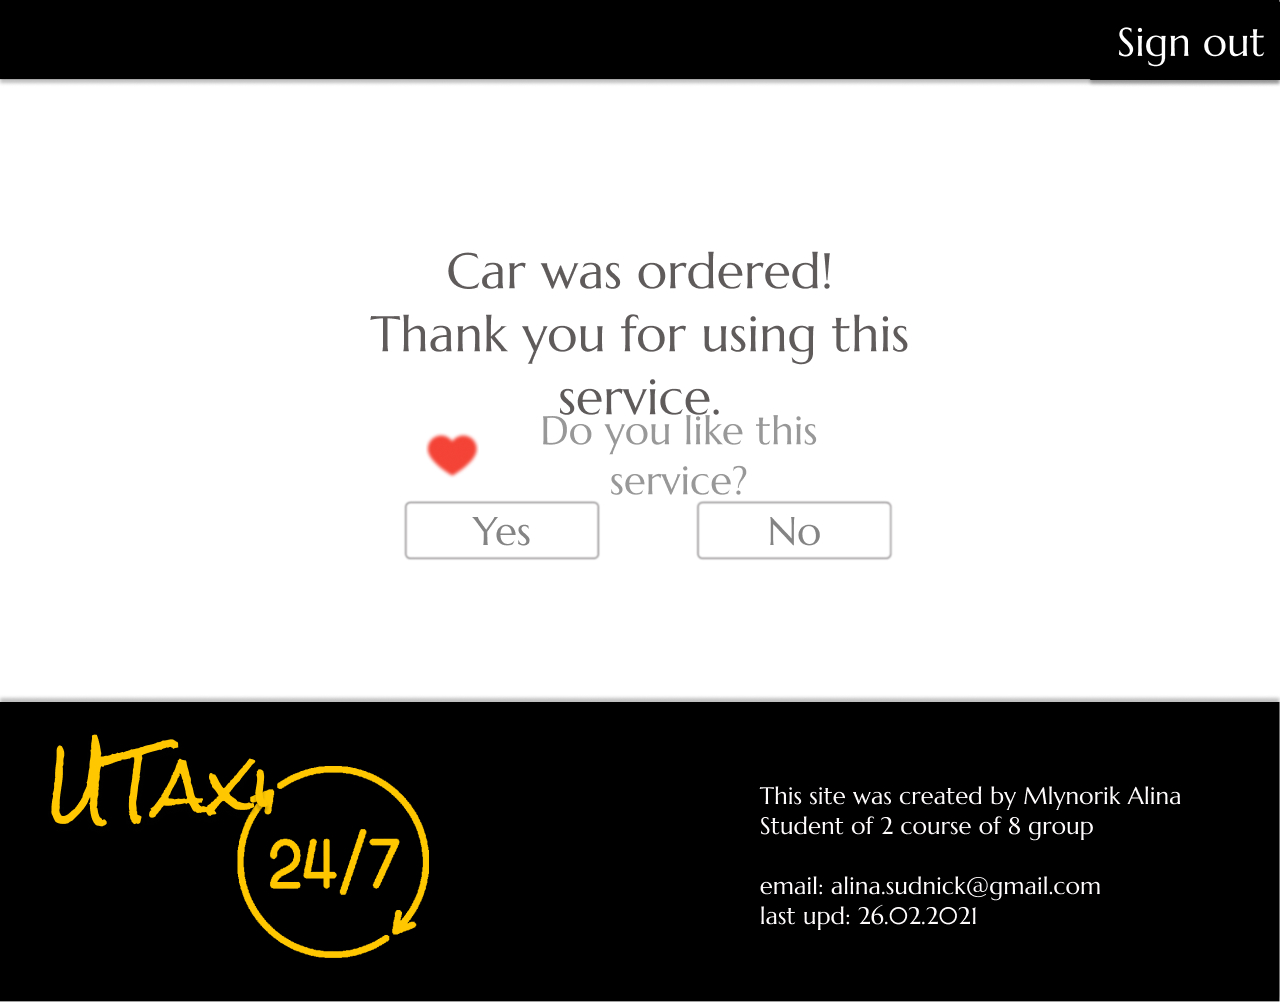 Sign out
Car was ordered!
Thank you for using this
service.
Do you like this
service?
Yes
No
UTaxi
24/7
This site was created by Mlynorik Alina
Student of 2 course of 8 group
email: alina.sudnick@gmail.com
last upd: 26.02.2021